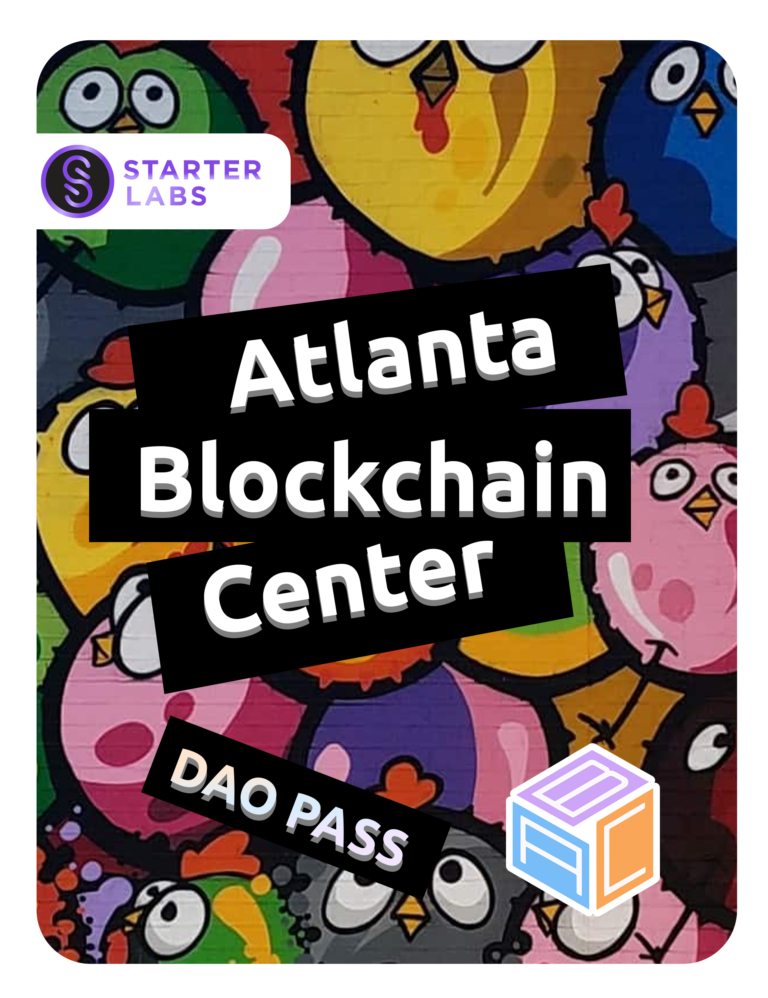 STARTER
LABS
Atlanta
Blockchain
Center
DAO PASS
A B C